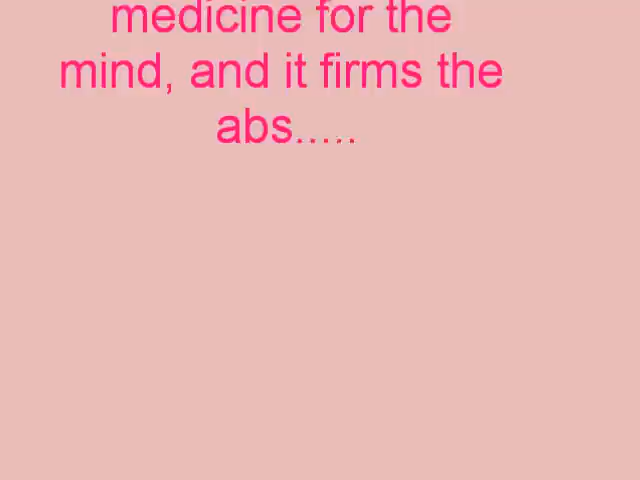 medicine for the
mind, and it firms the
abs.....